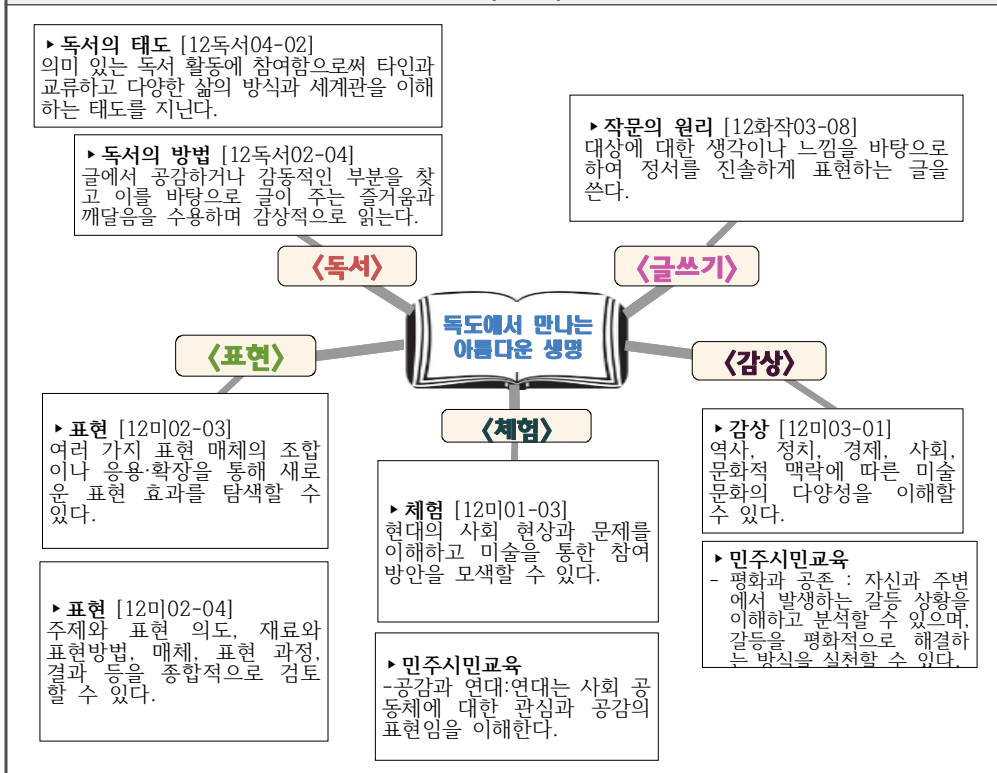 ▸독서의 태도 [12독서04-02]
의미 있는 독서 활동에 참여함으로써 타인과
교류하고 다양한 삶의 방식과 세계관을 이해
하는 태도를 지닌다.
▸독서의 방법 [12독서02-04]
글에서 공감하거나 감동적인 부분을 찾
고 이를 바탕으로 글이 주는 즐거움과
깨달음을 수용하며 감상적으로 읽는다.
▸작문의 원리 [12화작03-08]
대상에 대한 생각이나 느낌을 바탕으로
하여 정서를 진솔하게 표현하는 글을
쓴다.
<독서>
<글쓰기>
독도에서 만나는
아름다운 생명
<표현>
<감상>
<체험>
▸표현 [12미02-03]
여러 가지 표현 매체의 조합
이나 응용·확장을 통해 새로
운 표현 효과를 탐색할 수
있다.
▸표현 [12미02-04]
주제와 표현 의도, 재료와
표현방법, 매체, 표현 과정,
결과 등을 종합적으로 검토
할 수 있다.
▸체험 [12미01-03]
현대의 사회 현상과 문제를
이해하고 미술을 통한 참여
방안을 모색할 수 있다.
▸민주시민교육
-공감과 연대:연대는 사회 공
동체에 대한 관심과 공감의
표현임을 이해한다.
▸감상 [12미03-01]
역사, 정치, 경제, 사회,
문화적 맥락에 따른 미술
문화의 다양성을 이해할
수 있다.
▸민주시민교육
- 평화와 공존 : 자신과 주변
에서 발생하는 갈등 상황을
이해하고 분석할 수 있으며,
갈등을 평화적으로 해결하
는 방식을 실천할 수 있다.